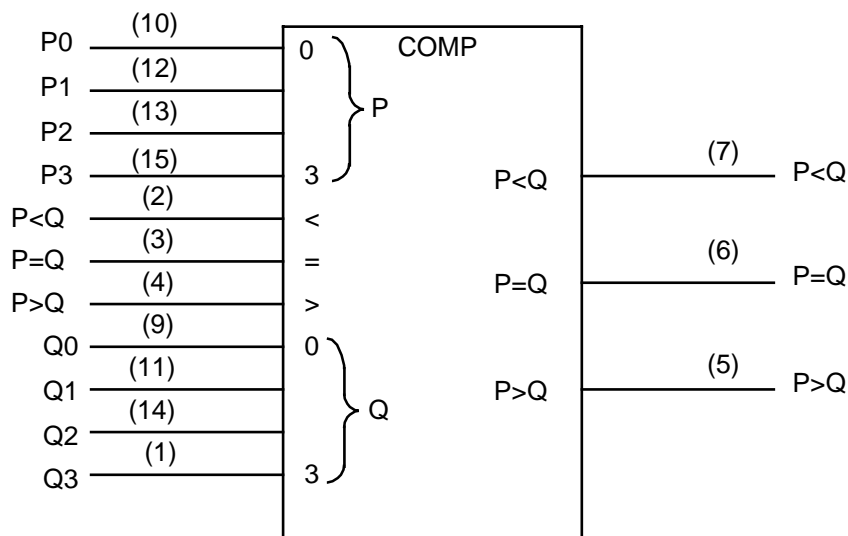 P0 (10) 0 COMP
P1 (12)
P2 (13) P
P3 (15) 3 P<Q (7) P<Q
P<Q (2) <
P=Q (3) = P=Q (6) P=Q
P>Q (4) >
Q0 (9) 0
Q1 (11) P>Q (5) P>Q
Q2 (14) Q
Q3 (1) 3